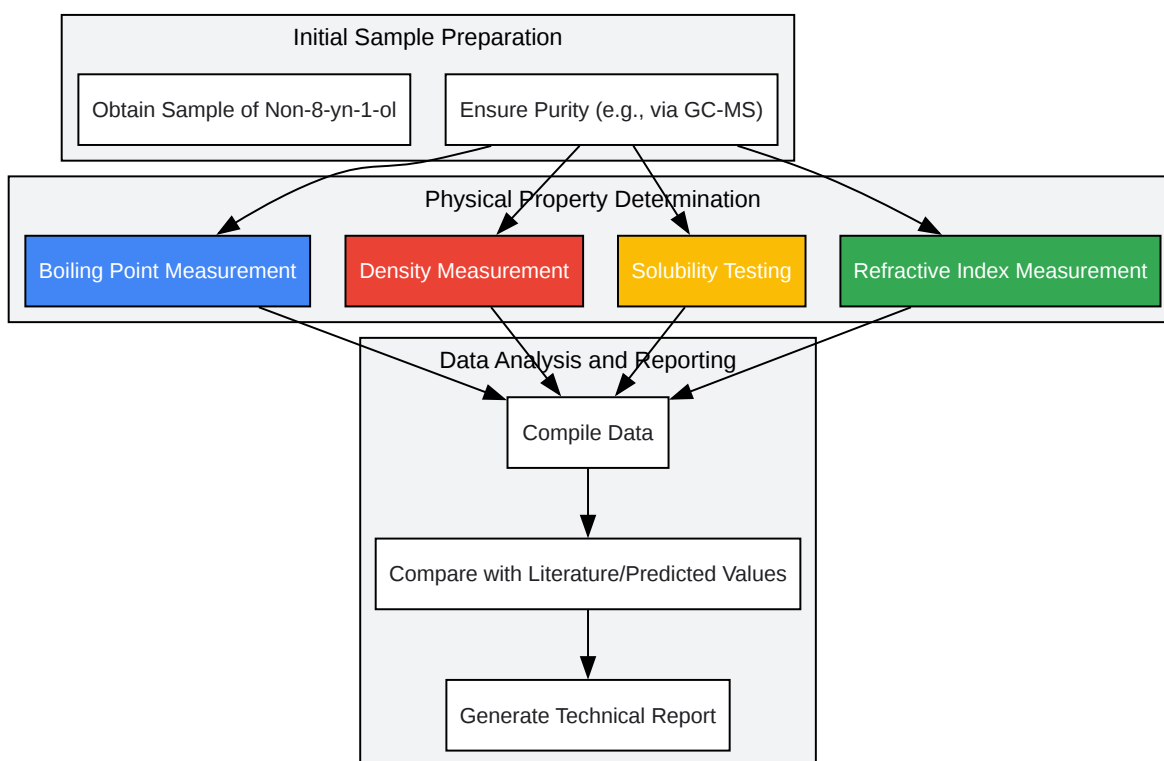 Initial Sample Preparation
Obtain Sample of Non-8-yn-1-ol
Ensure Purity (e.g., via GC-MS)
Physical Property Determination
Boiling Point Measurement
Density Measurement
Solubility Testing
Refractive Index Measurement
Data Analysis and Reporting
Compile Data
Compare with Literature/Predicted Values
Generate Technical Report